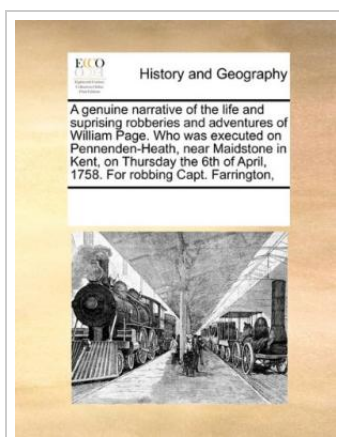 ECCO
History and Geography
A genuine narrative of the life and
suprising robberies and adventures of
William Page. Who was executed on
Pennenden-Heath, near Maidstone in
Kent, on Thursday the 6th of April,
1758. For robbing Capt. Farrington,